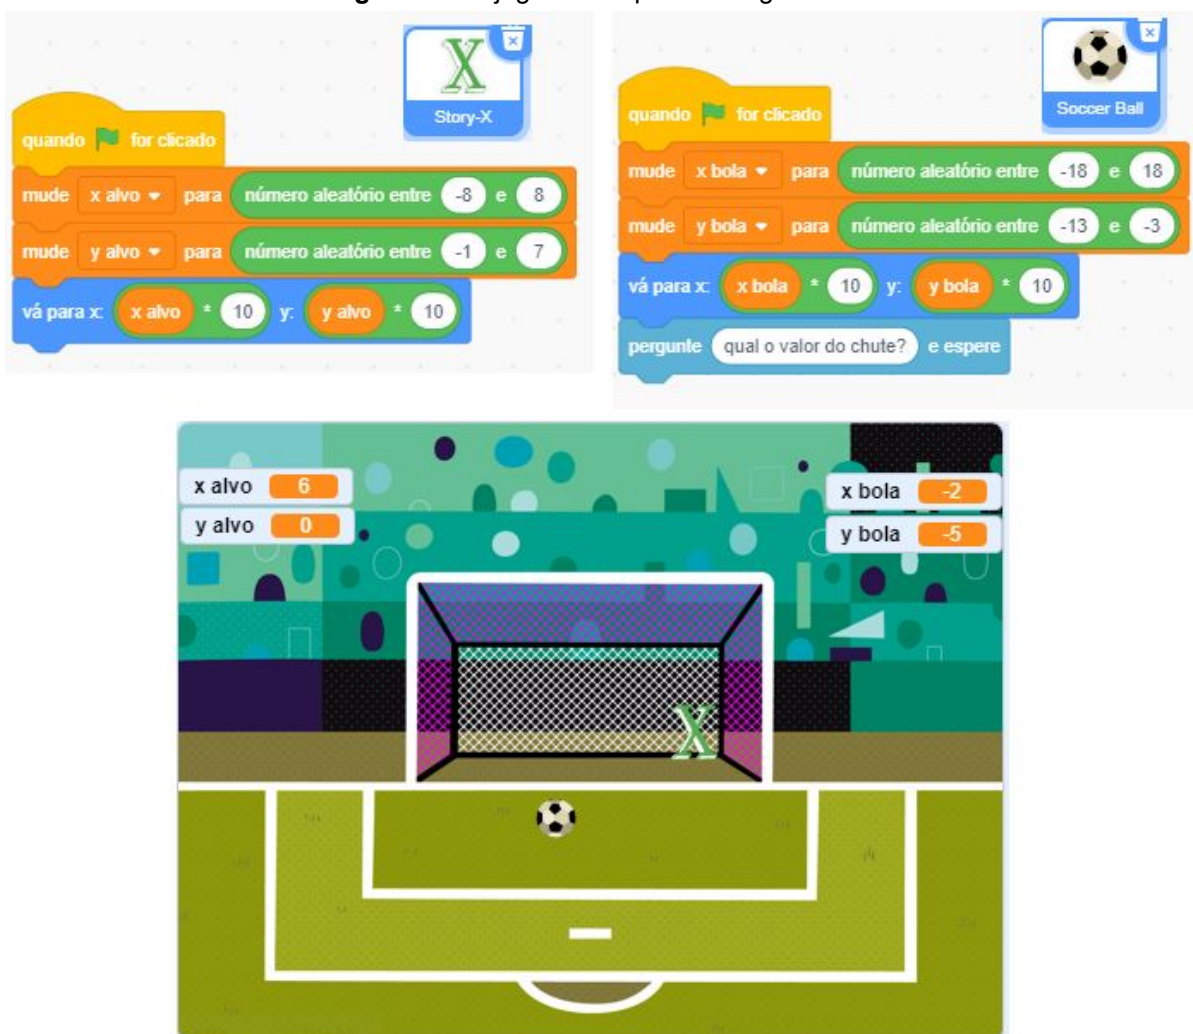 X
Story-X
quando for clicado
mude x alvo para número aleatório entre -8 e 8
mude y alvo para número aleatório entre -1 e 7
vá para x: x alvo * 10 y: y alvo * 10
Soccer Ball
quando for clicado
mude x bola para número aleatório entre -18 e 18
mude y bola para número aleatório entre -13 e -3
vá para x: x bola * 10 y: y bola * 10
pergunte qual o valor do chute? e espere
x alvo 6
y alvo 0
x bola -2
y bola -5
X